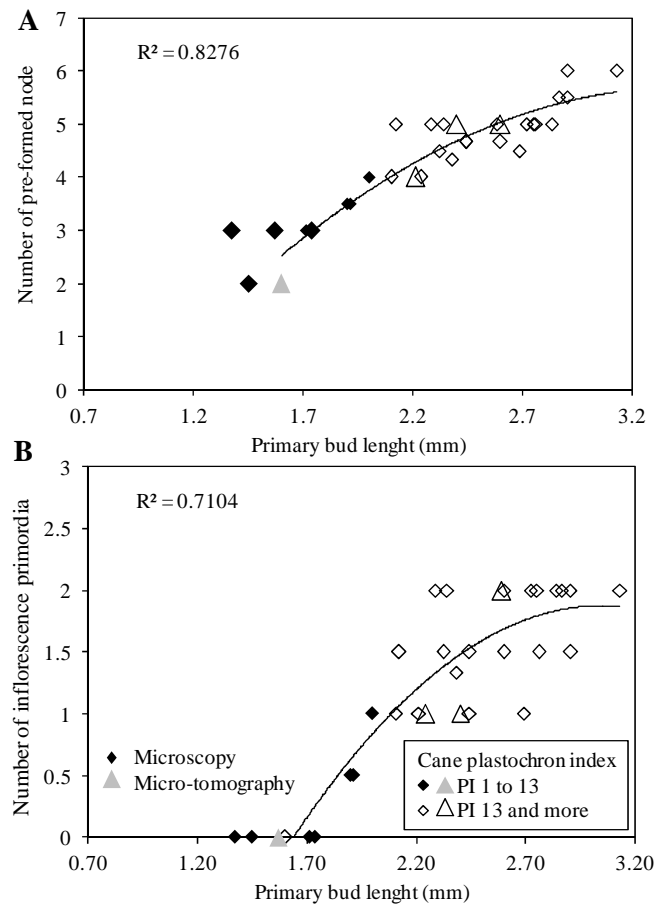 A
R² = 0.8276
Number of pre-formed node
7
6
5
4
3
2
1
0
0.7 1.2 1.7 2.2 2.7 3.2
Primary bud lenght (mm)
B
R² = 0.7104
Number of inflorescence primordia
3
2.5
2
1.5
1
0.5
0
Microscopy
Micro-tomography
Cane plastochron index
PI 1 to 13
PI 13 and more
0.70 1.20 1.70 2.20 2.70 3.20
Primary bud lenght (mm)